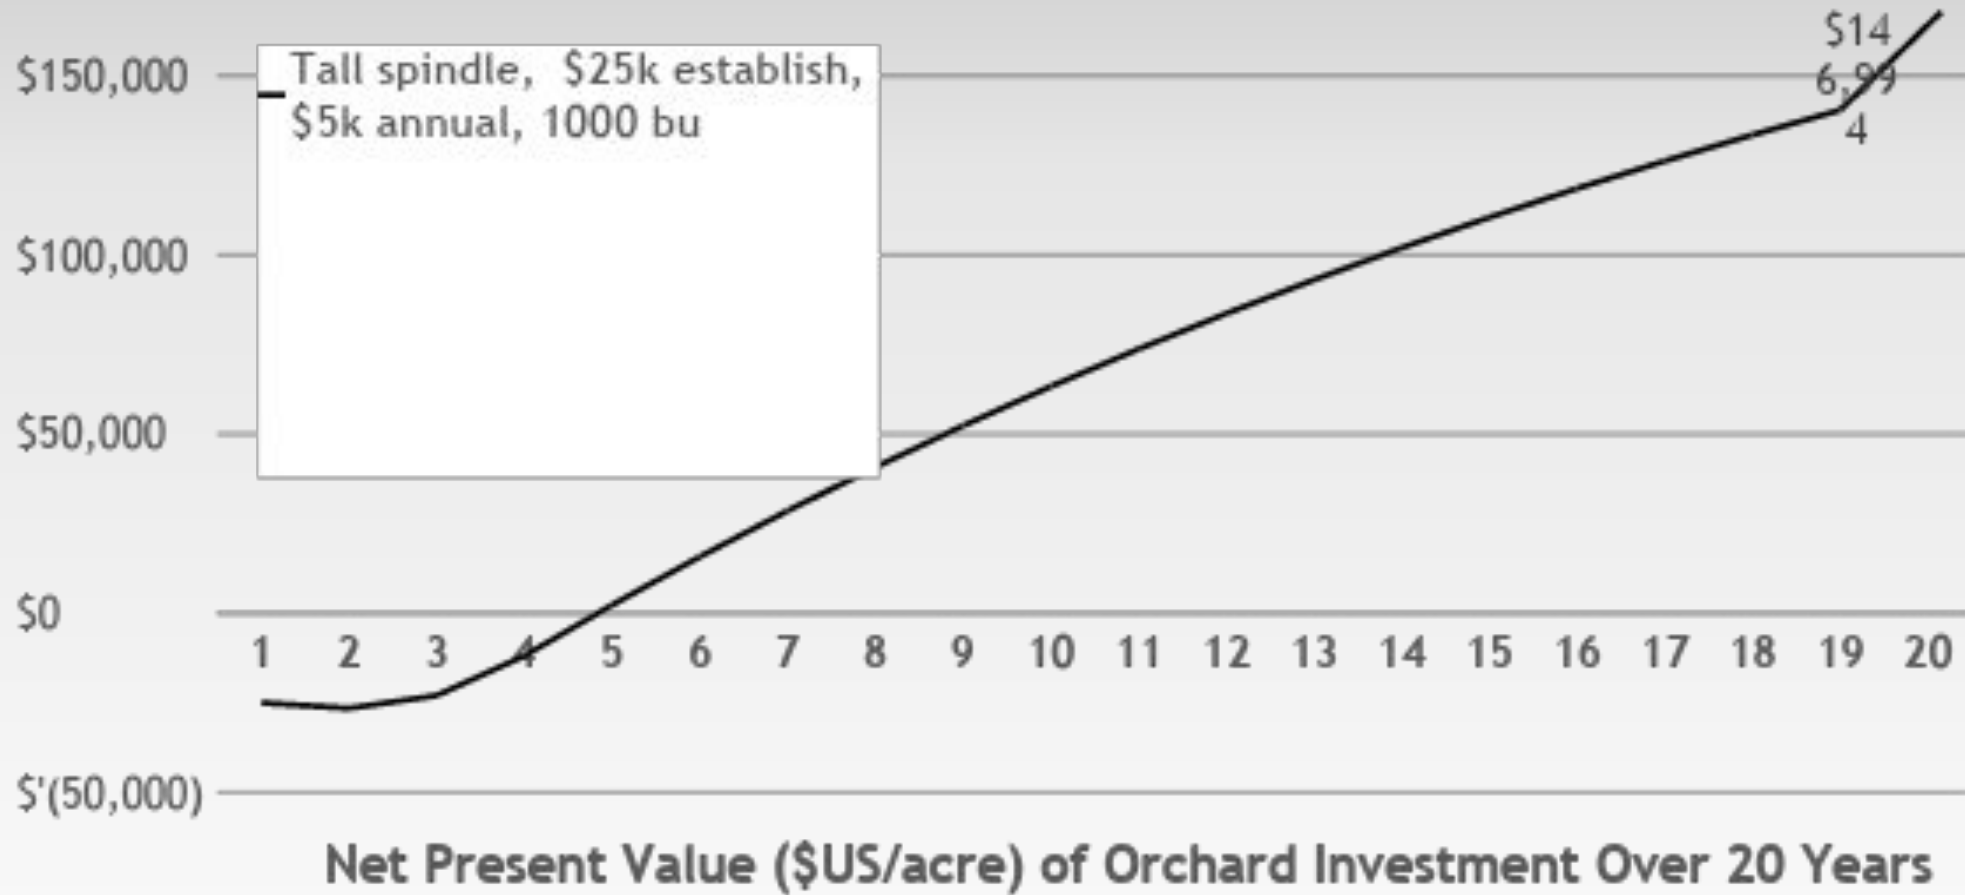 $14
6,99
4
$150,000
Tall spindle,  $25k establish,
$5k annual, 1000 bu
$100,000
$50,000
$0
1 2 3 4 5 6 7 8 9 10 11 12 13 14 15 16 17 18 19 20
$'(50,000)
Net Present Value ($US/acre) of Orchard Investment Over 20 Years